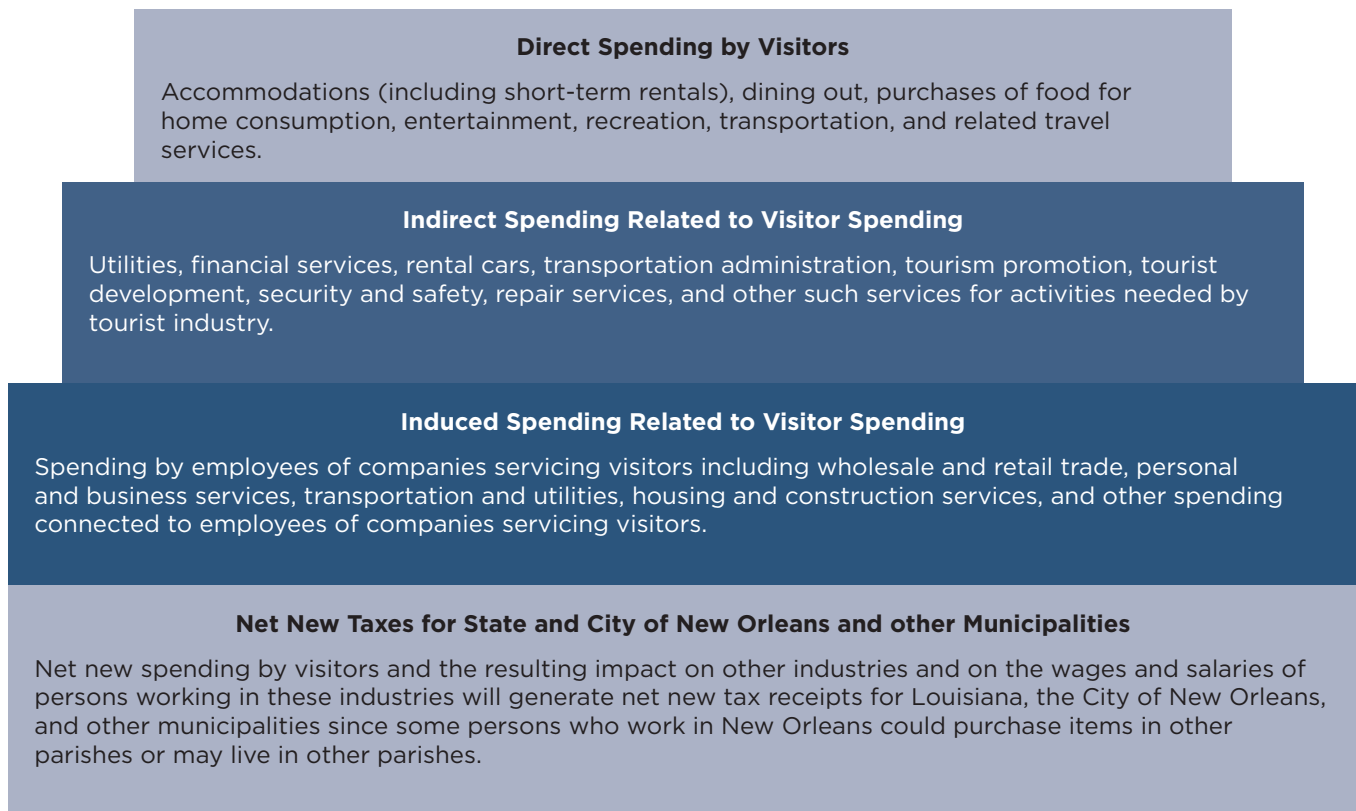 Direct Spending by Visitors
Accommodations (including short-term rentals), dining out, purchases of food for
home consumption, entertainment, recreation, transportation, and related travel
services.
Indirect Spending Related to Visitor Spending
Utilities, financial services, rental cars, transportation administration, tourism promotion, tourist
development, security and safety, repair services, and other such services for activities needed by
tourist industry.
Induced Spending Related to Visitor Spending
Spending by employees of companies servicing visitors including wholesale and retail trade, personal
and business services, transportation and utilities, housing and construction services, and other spending
connected to employees of companies servicing visitors.
Net New Taxes for State and City of New Orleans and other Municipalities
Net new spending by visitors and the resulting impact on other industries and on the wages and salaries of
persons working in these industries will generate net new tax receipts for Louisiana, the City of New Orleans,
and other municipalities since some persons who work in New Orleans could purchase items in other
parishes or may live in other parishes.